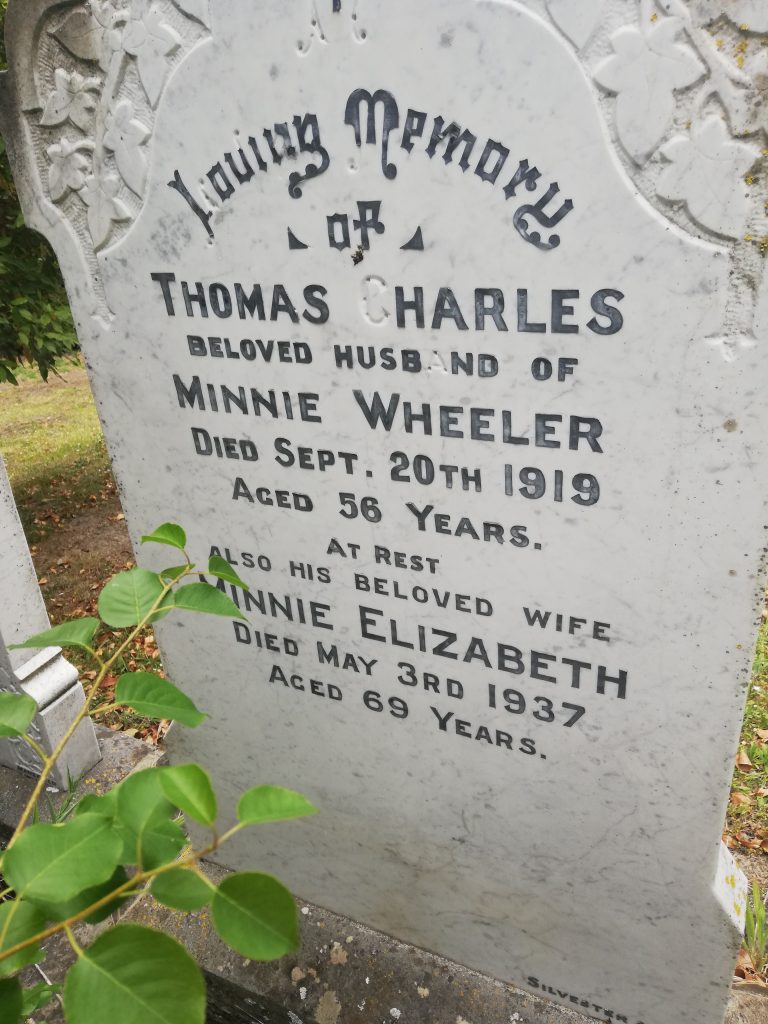 Loving Memory
of
THOMAS CHARLES
BELOVED HUSBAND OF
MINNIE WHEELER
DIED SEPT. 20TH 1919
AGED 56 YEARS.
AT REST
ALSO HIS BELOVED WIFE
MINNIE ELIZABETH
DIED MAY 3RD 1937
AGED 69 YEARS.
SILVESTER